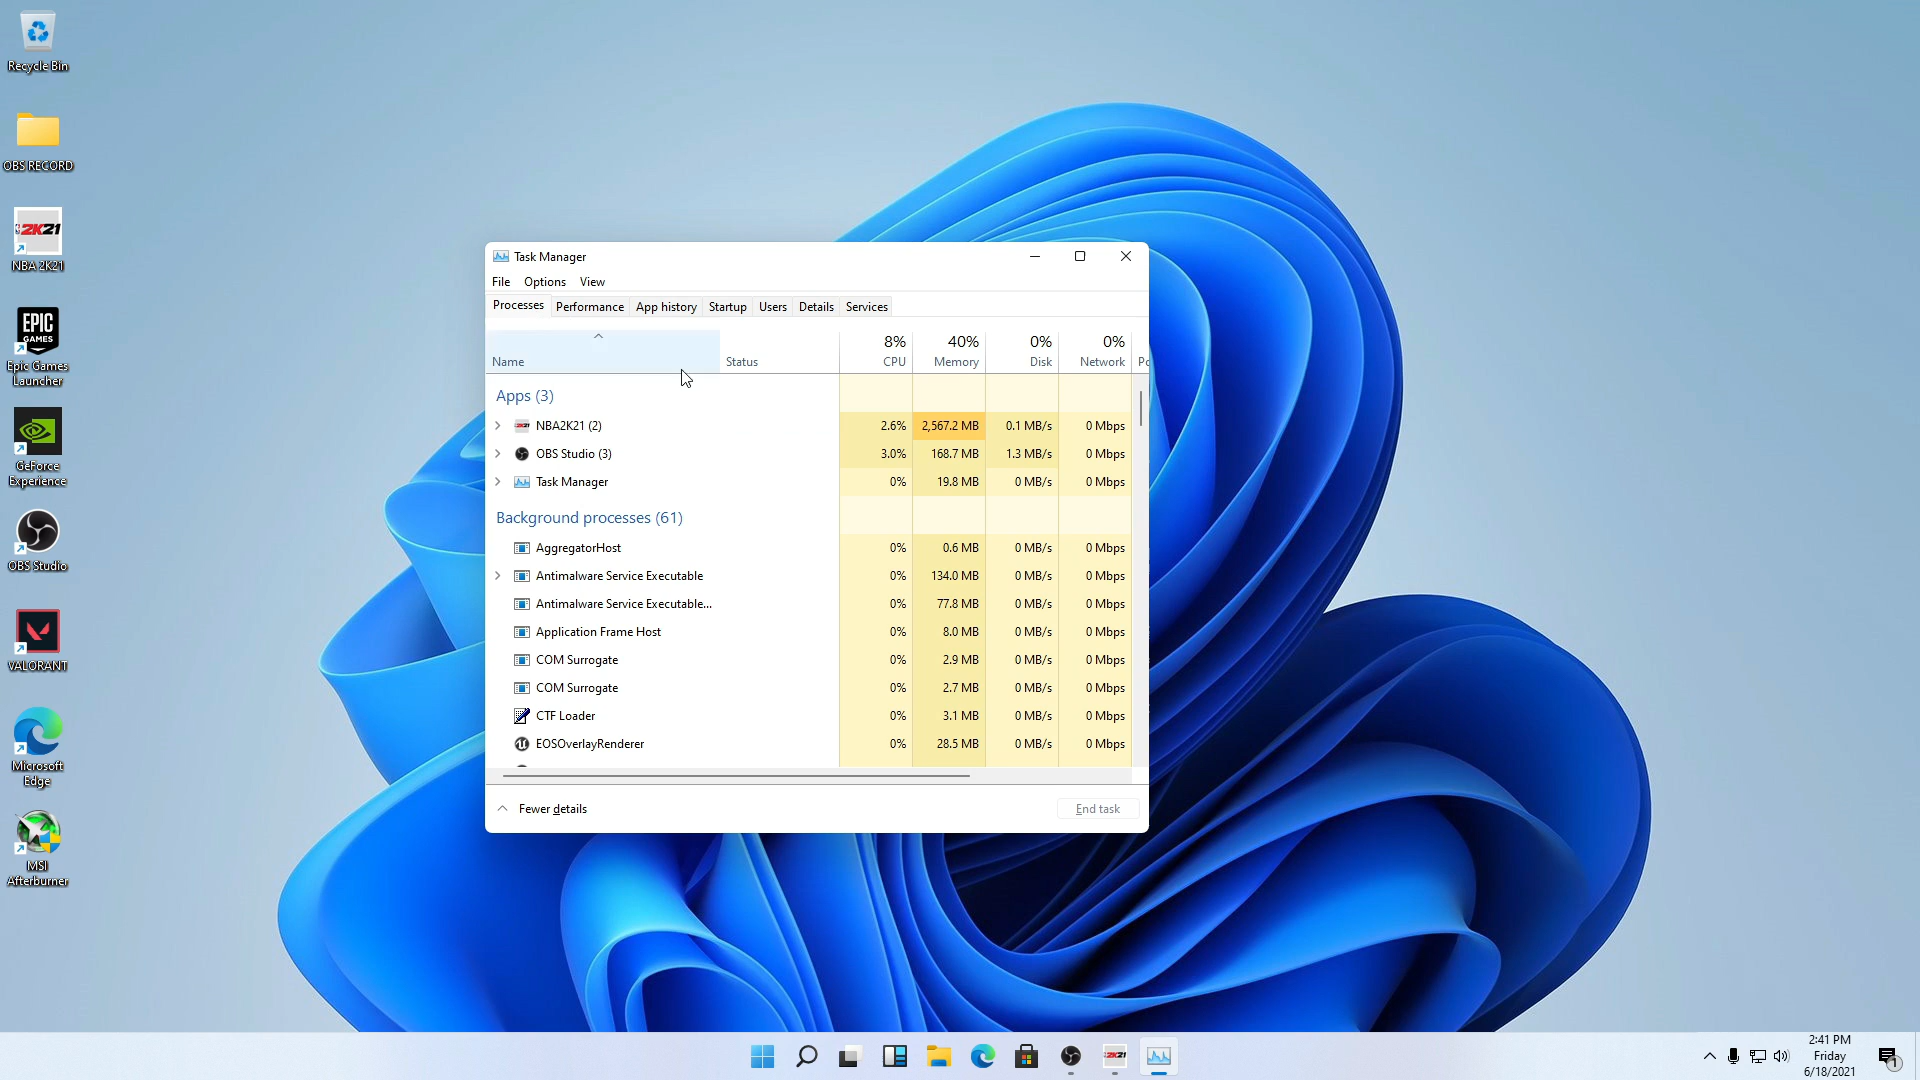 Recycle Bin
OBS RECORD
2K21
NBA 2K21
EPIC
GAMES
Epic Games
Launcher
GeForce
Experience
OBS Studio
VALORANT
Microsoft
Edge
MSI
Afterburner
Task Manager
File Options View
Processes Performance App history Startup Users Details Services
8% 40% 0% 0%
Name Status CPU Memory Disk Network Po
Apps (3)
NBA2K21 (2) 2.6% 2,567.2 MB 0.1 MB/s 0 Mbps
OBS Studio (3) 3.0% 168.7 MB 1.3 MB/s 0 Mbps
Task Manager 0% 19.8 MB 0 MB/s 0 Mbps
Background processes (61)
AggregatorHost 0% 0.6 MB 0 MB/s 0 Mbps
Antimalware Service Executable 0% 134.0 MB 0 MB/s 0 Mbps
Antimalware Service Executable... 0% 77.8 MB 0 MB/s 0 Mbps
Application Frame Host 0% 8.0 MB 0 MB/s 0 Mbps
COM Surrogate 0% 2.9 MB 0 MB/s 0 Mbps
COM Surrogate 0% 2.7 MB 0 MB/s 0 Mbps
CTF Loader 0% 3.1 MB 0 MB/s 0 Mbps
EOSOverlayRenderer 0% 28.5 MB 0 MB/s 0 Mbps
Fewer details End task
2K21
2:41 PM
Friday
6/18/2021
1